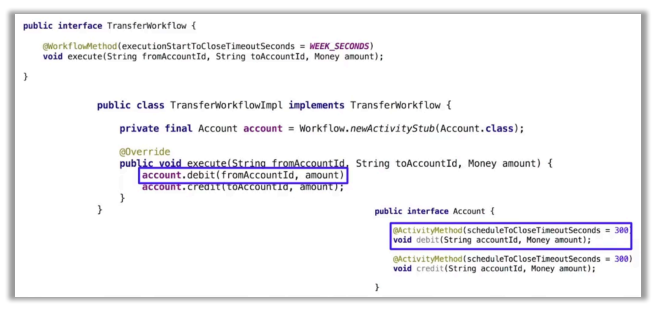 public interface TransferWorkflow {
@WorkflowMethod(executionStartToCloseTimeoutSeconds = WEEK_SECONDS)
void execute(String fromAccountId, String toAccountId, Money amount);
}
public class TransferWorkflowImpl implements TransferWorkflow {
private final Account account = Workflow.newActivityStub(Account.class);
@Override
public void execute(String fromAccountId, String toAccountId, Money amount) {
account.debit(fromAccountId, amount)
account.credit(toAccountId, amount);
}
}
public interface Account {
@ActivityMethod(scheduleToCloseTimeoutSeconds = 300)
void debit(String accountId, Money amount);
@ActivityMethod(scheduleToCloseTimeoutSeconds = 300)
void credit(String accountId, Money amount);
}